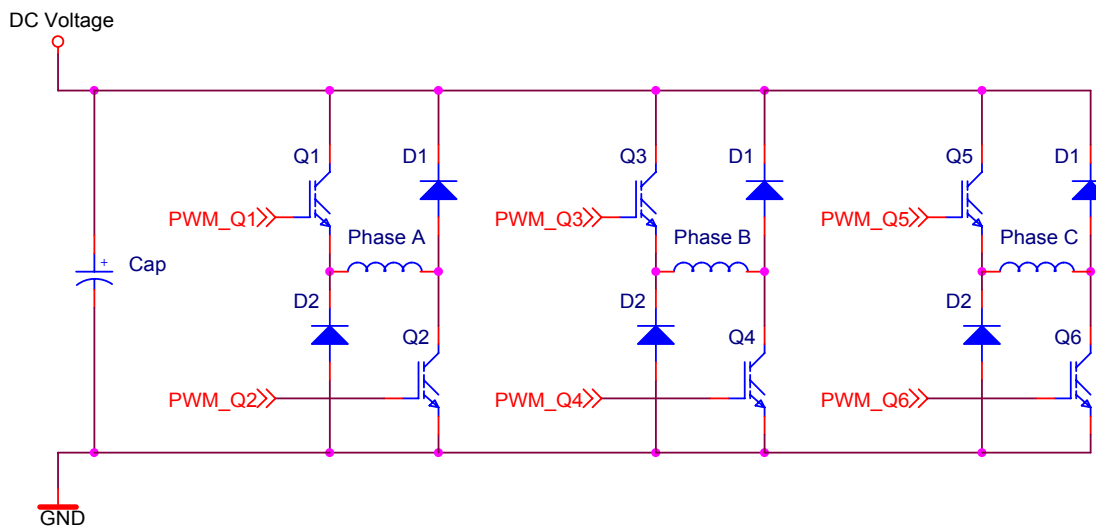 DC Voltage
Q1
D1
Q3
D1
Q5
D1
PWM_Q1
PWM_Q3
PWM_Q5
Phase A
Phase B
Phase C
+
Cap
D2
D2
D2
Q2
Q4
Q6
PWM_Q2
PWM_Q4
PWM_Q6
GND